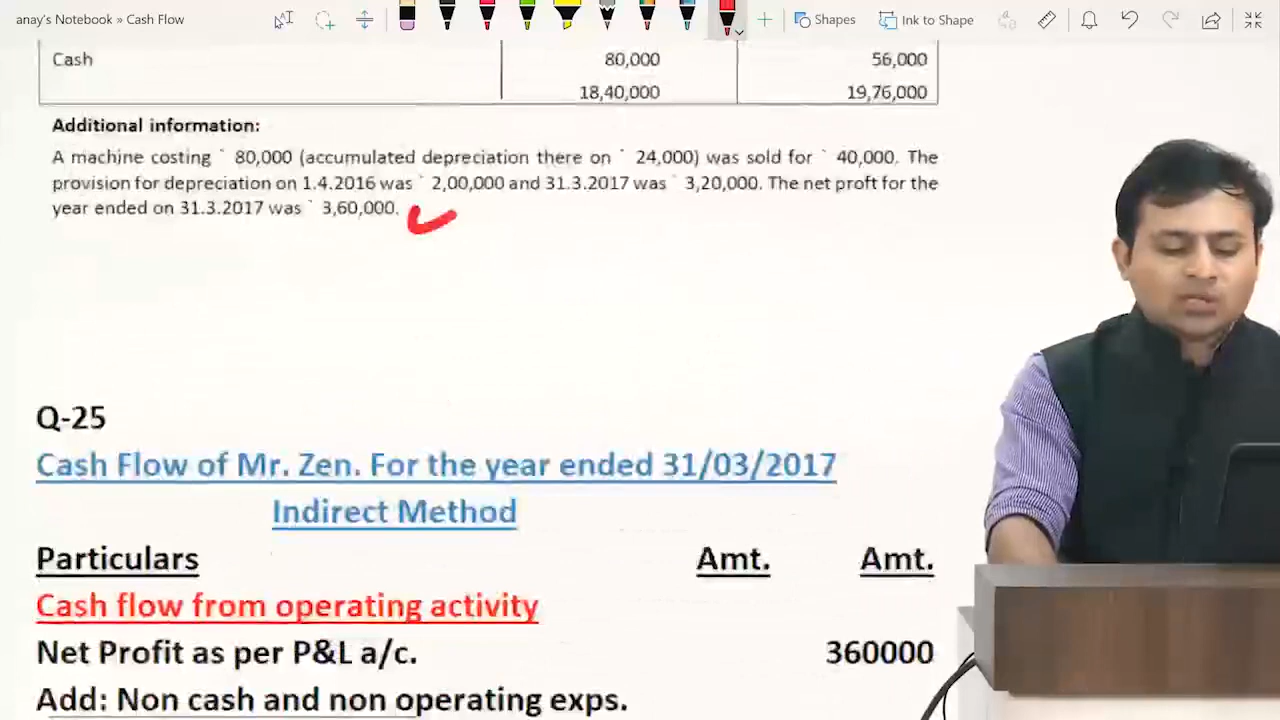 anay's Notebook » Cash Flow
Shapes
Ink to Shape
Cash 80,000 56,000
18,40,000 19,76,000
Additional information:
A machine costing ` 80,000 (accumulated depreciation there on ` 24,000) was sold for ` 40,000. The
provision for depreciation on 1.4.2016 was ` 2,00,000 and 31.3.2017 was ` 3,20,000. The net proft for the
year ended on 31.3.2017 was ` 3,60,000.
Q-25
Cash Flow of Mr. Zen. For the year ended 31/03/2017
Indirect Method
Particulars Amt. Amt.
Cash flow from operating activity
Net Profit as per P&L a/c. 360000
Add: Non cash and non operating exps.